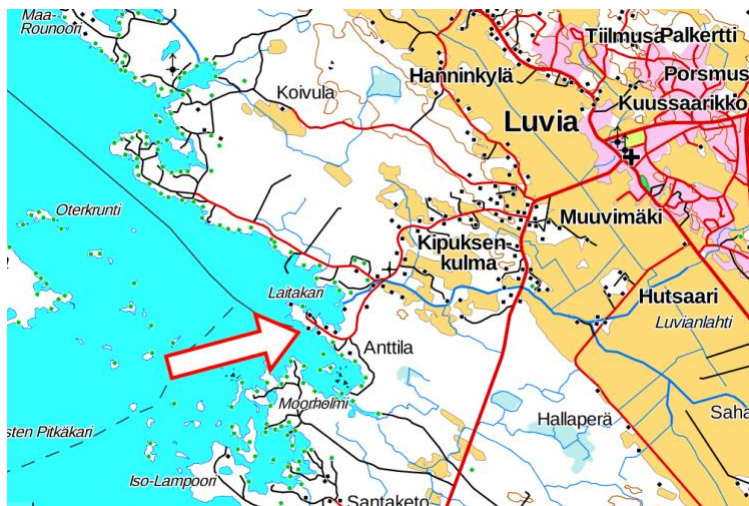 Maa-
Rounoori
Tiilmusa
Palkertti
Koivula
Hanninkylä
Porsmus
Kuussaarikko
Luvia
Oterkrunti
Muuvimäki
Kipuksen-
kulma
Laitakari
Hutsaari
Luvianlahti
Anttila
Moorholmi
Hallaperä
Saha
sten Pitkäkari
Iso-Lampoori
Santaketo